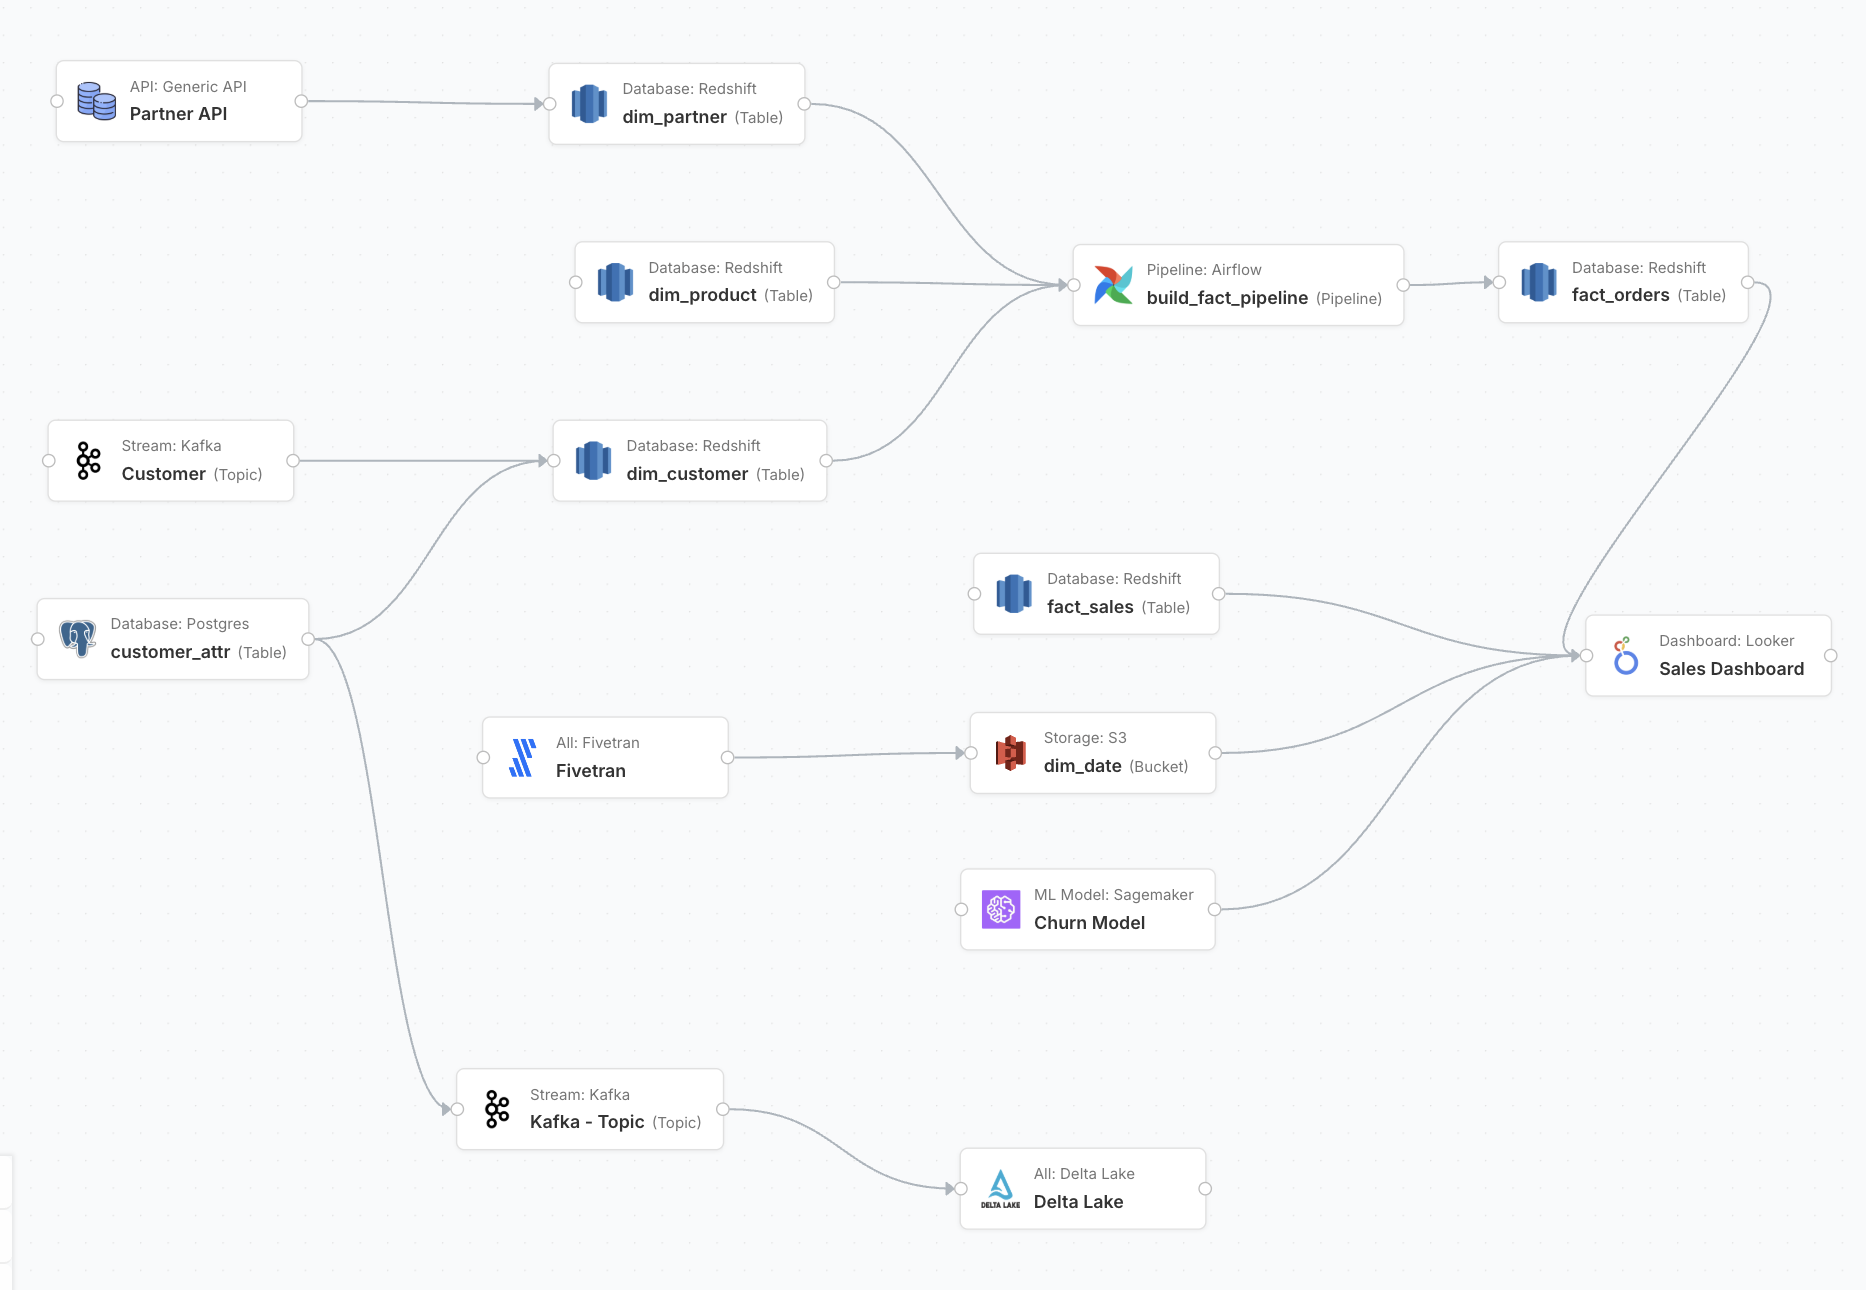 API: Generic API
Partner API
Database: Redshift
dim_partner (Table)
Database: Redshift
dim_product (Table)
Pipeline: Airflow
build_fact_pipeline (Pipeline)
Database: Redshift
fact_orders (Table)
Stream: Kafka
Customer (Topic)
Database: Redshift
dim_customer (Table)
Database: Postgres
customer_attr (Table)
Database: Redshift
fact_sales (Table)
Dashboard: Looker
Sales Dashboard
All: Fivetran
Fivetran
Storage: S3
dim_date (Bucket)
ML Model: Sagemaker
Churn Model
Stream: Kafka
Kafka - Topic (Topic)
All: Delta Lake
Delta Lake
DELTA LAKE